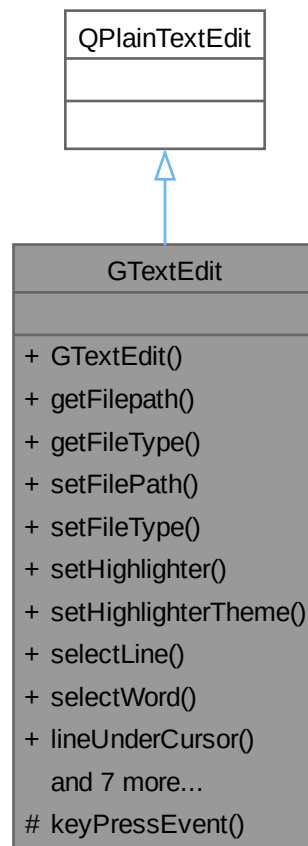 QPlainTextEdit
GTextEdit
+ GTextEdit()
+ getFilepath()
+ getFileType()
+ setFilePath()
+ setFileType()
+ setHighlighter()
+ setHighlighterTheme()
+ selectLine()
+ selectWord()
+ lineUnderCursor()
and 7 more...
# keyPressEvent()